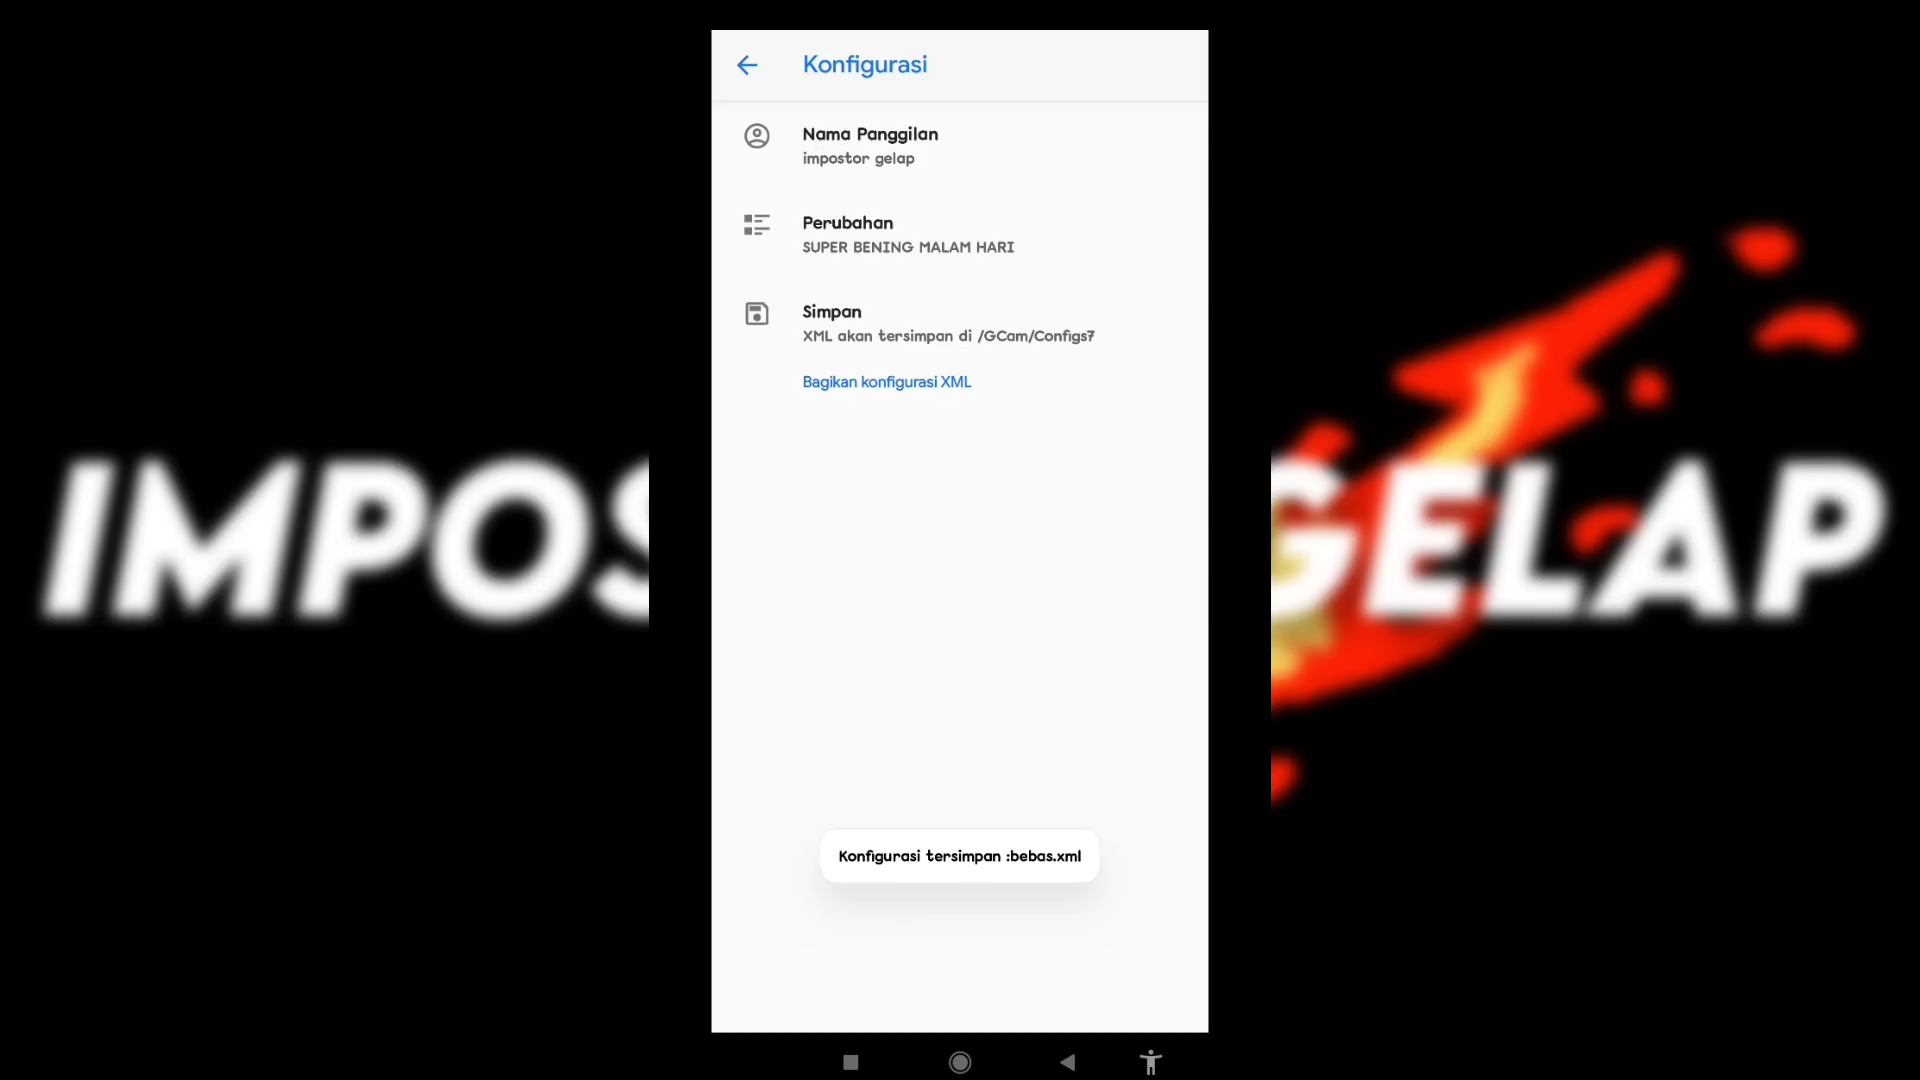 Konfigurasi
Nama Panggilan
impostor gelap
Perubahan
SUPER BENING MALAM HARI
Simpan
XML akan tersimpan di /GCam/Configs7
Bagikan konfigurasi XML
IMPOS
GELAP
Konfigurasi tersimpan :bebas.xml